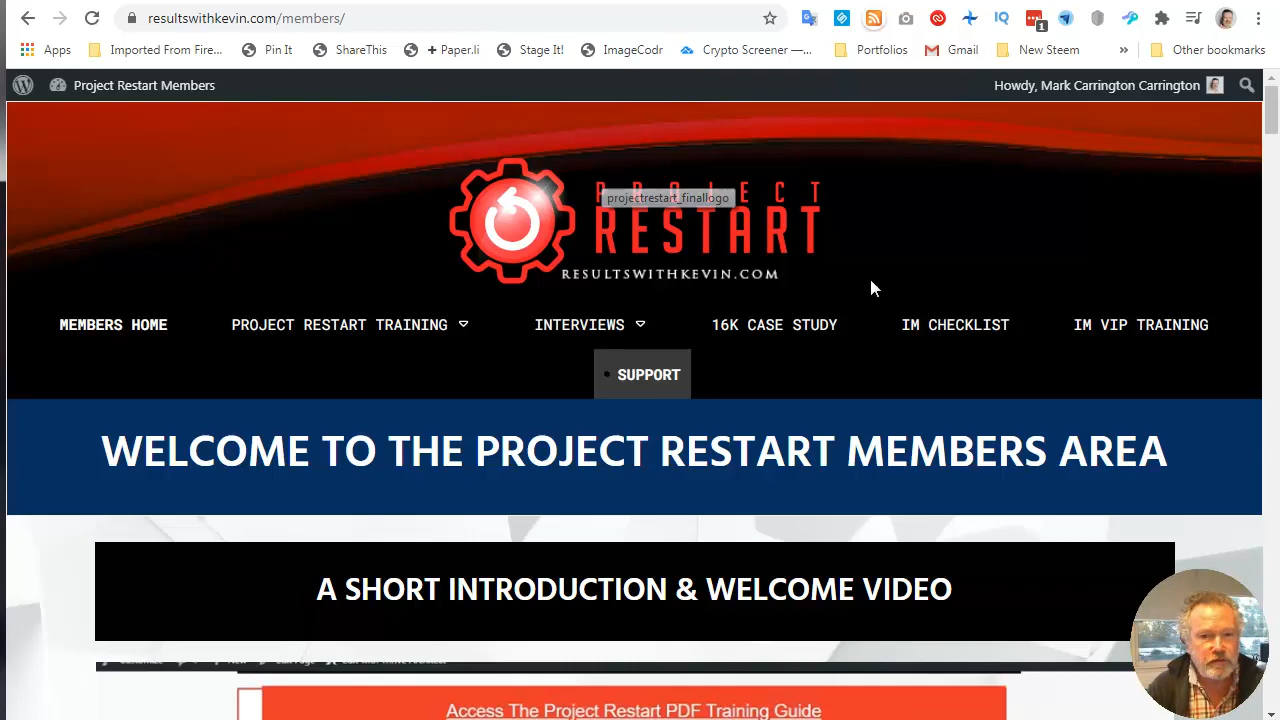 resultswithkevin.com/members/
1
Apps
Imported From Fire...
Pin It
ShareThis
+ Paper.li
Stage It!
ImageCodr
Crypto Screener —...
Portfolios
Gmail
New Steem
»
Other bookmarks
Project Restart Members
Howdy, Mark Carrington Carrington
PROJECT
projectrestart_finallogo
RESTART
RESULTSWITHKEVIN.COM
MEMBERS HOME
PROJECT RESTART TRAINING
INTERVIEWS
16K CASE STUDY
IM CHECKLIST
IM VIP TRAINING
SUPPORT
WELCOME TO THE PROJECT RESTART MEMBERS AREA
A SHORT INTRODUCTION & WELCOME VIDEO
Access The Project Restart PDF Training Guide